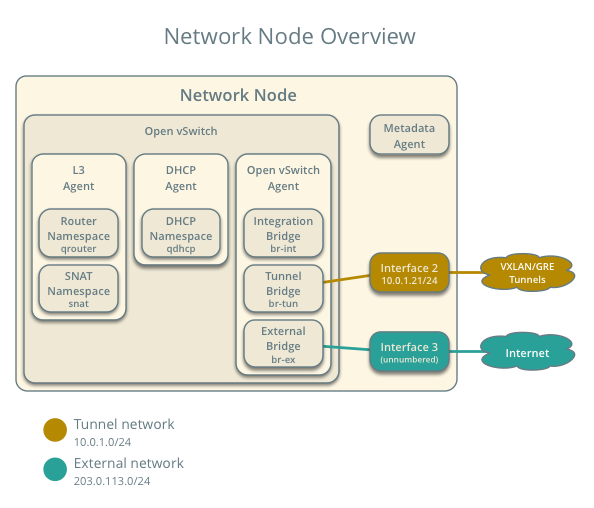 Network Node Overview
Network Node
Open vSwitch
Metadata
Agent
L3
Agent
Router
Namespace
qrouter
SNAT
Namespace
snat
DHCP
Agent
DHCP
Namespace
qdhcp
Open vSwitch
Agent
Integration
Bridge
br-int
Tunnel
Bridge
br-tun
External
Bridge
br-ex
Interface 2
10.0.1.21/24
VXLAN/GRE
Tunnels
Interface 3
(unnumbered)
Internet
Tunnel network
10.0.1.0/24
External network
203.0.113.0/24